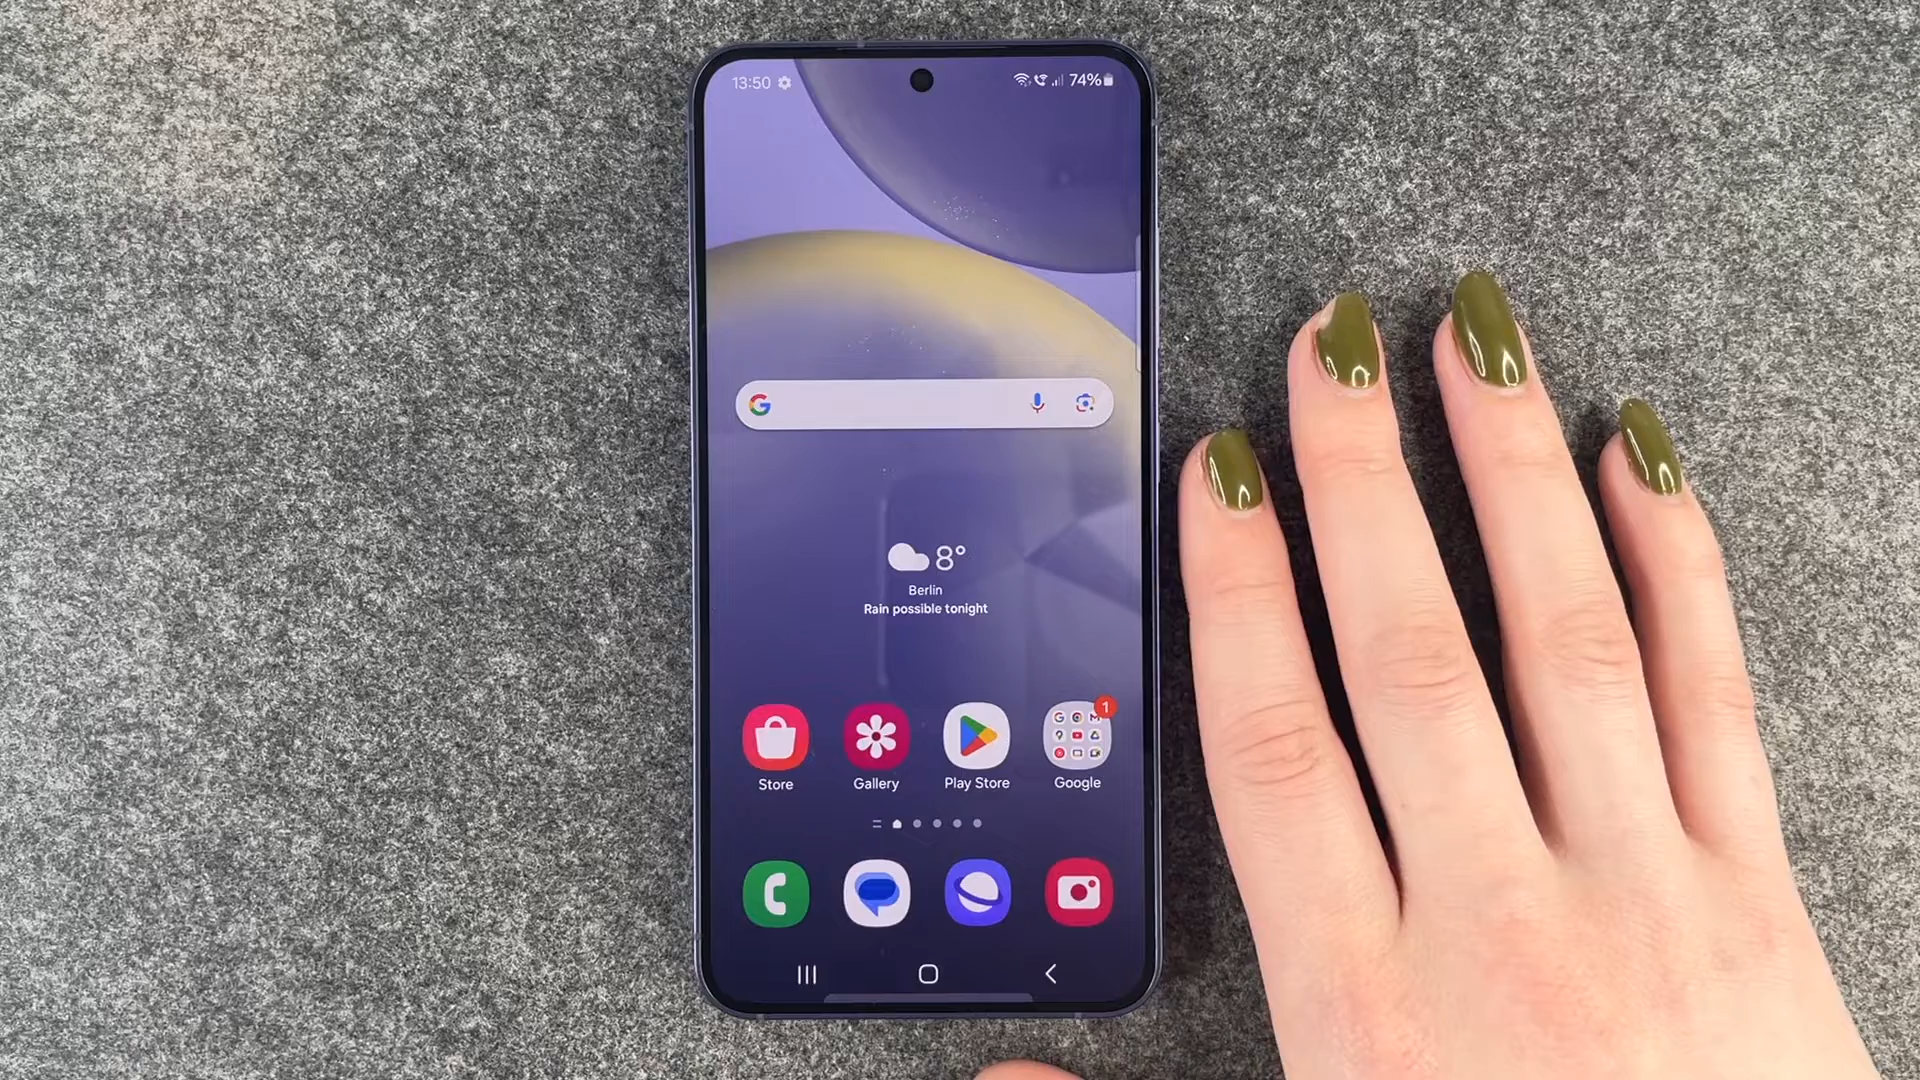 13:50 74%
8°
Berlin
Rain possible tonight
1
Store Gallery Play Store Google